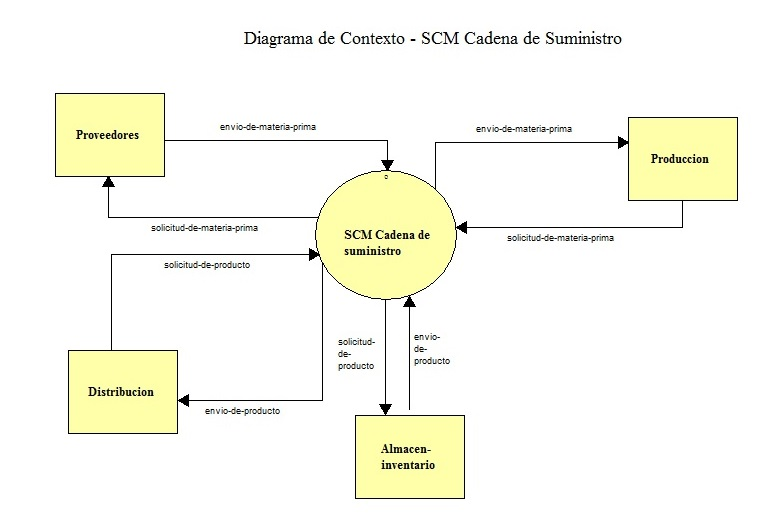 Diagrama de Contexto - SCM Cadena de Suministro
Proveedores
envio-de-materia-prima
envio-de-materia-prima
Produccion
0
SCM Cadena de
suministro
solicitud-de-materia-prima
solicitud-de-materia-prima
solicitud-de-producto
solicitud-
de-
producto
envio-
de-
producto
Distribucion
envio-de-producto
Almacen-
inventario